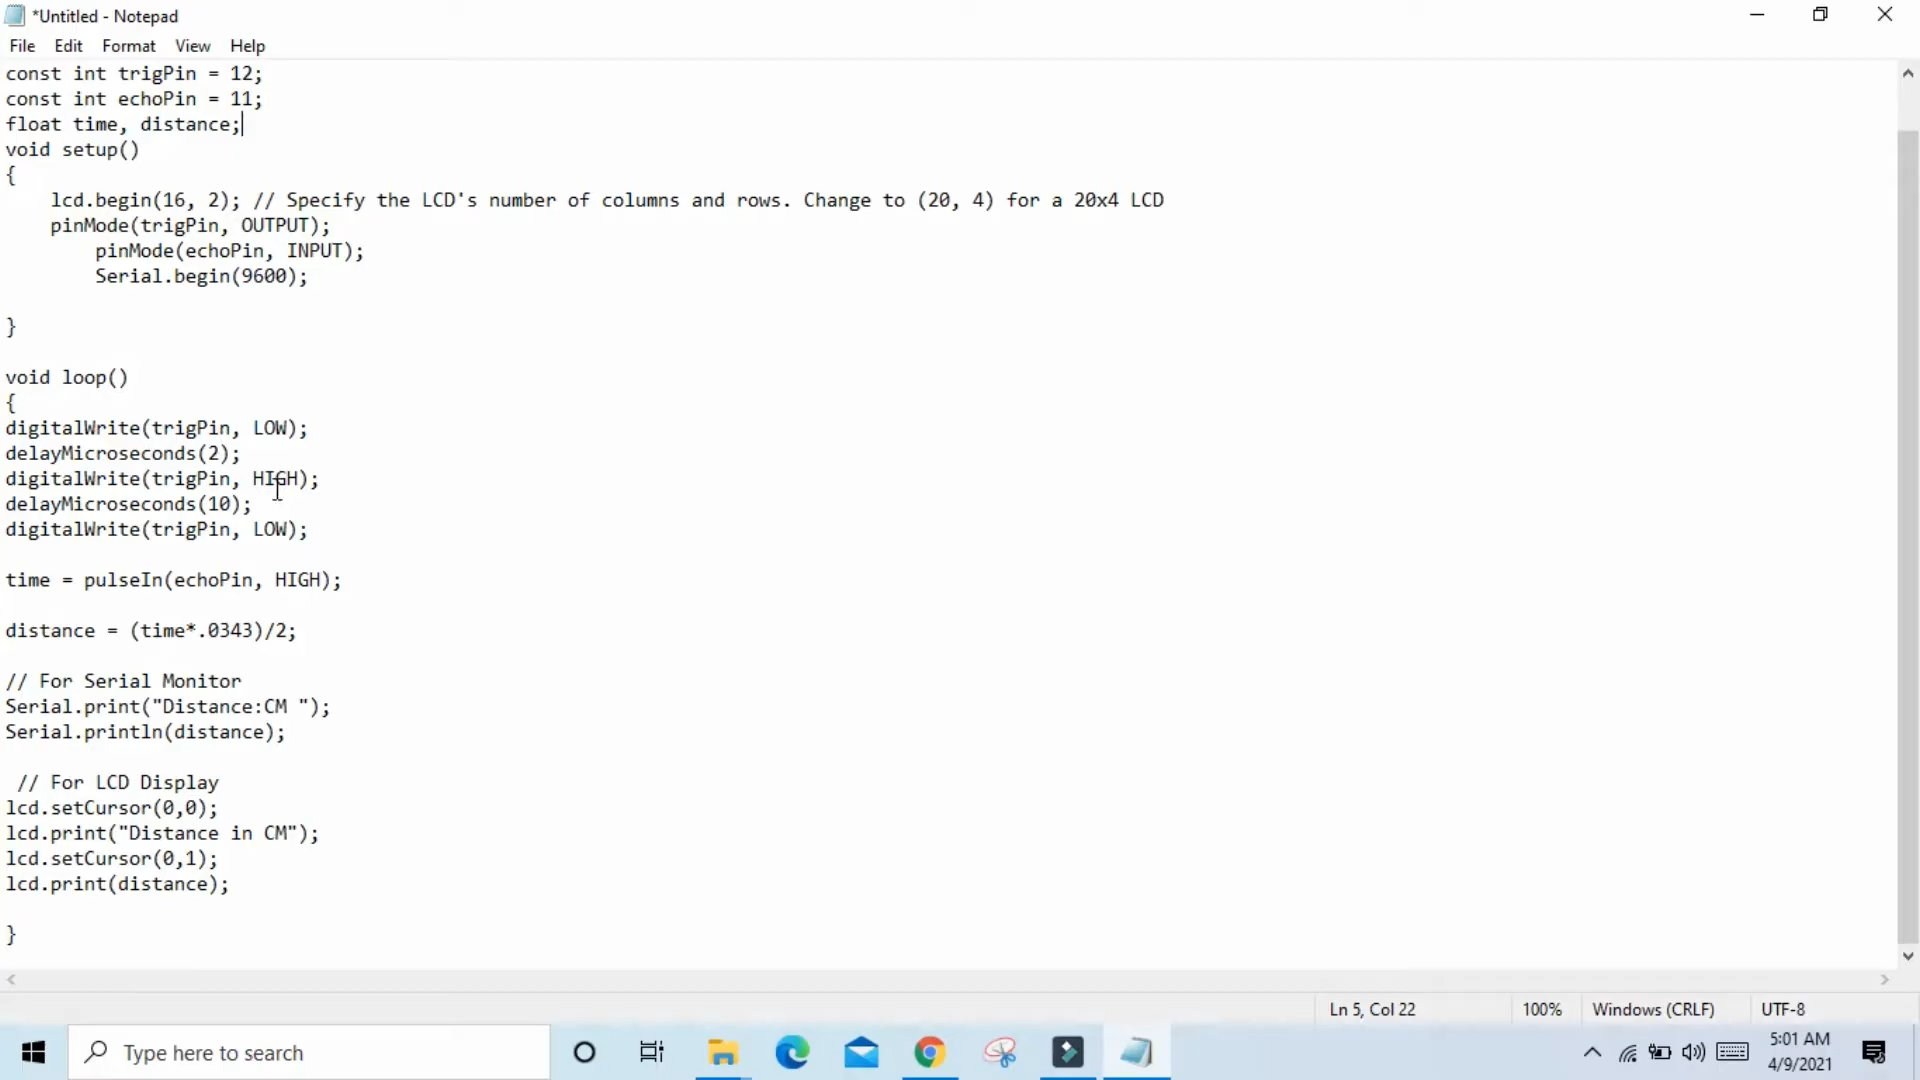 *Untitled - Notepad
File Edit Format View Help
const int trigPin = 12;
const int echoPin = 11;
float time, distance;
void setup()
{
    lcd.begin(16, 2); // Specify the LCD's number of columns and rows. Change to (20, 4) for a 20x4 LCD
    pinMode(trigPin, OUTPUT);
        pinMode(echoPin, INPUT);
        Serial.begin(9600);
}
void loop()
{
digitalWrite(trigPin, LOW);
delayMicroseconds(2);
digitalWrite(trigPin, HIGH);
delayMicroseconds(10);
digitalWrite(trigPin, LOW);
time = pulseIn(echoPin, HIGH);
distance = (time*.0343)/2;
// For Serial Monitor
Serial.print("Distance:CM ");
Serial.println(distance);
 // For LCD Display
lcd.setCursor(0,0);
lcd.print("Distance in CM");
lcd.setCursor(0,1);
lcd.print(distance);
}
Ln 5, Col 22 100% Windows (CRLF) UTF-8
Type here to search
5:01 AM
4/9/2021